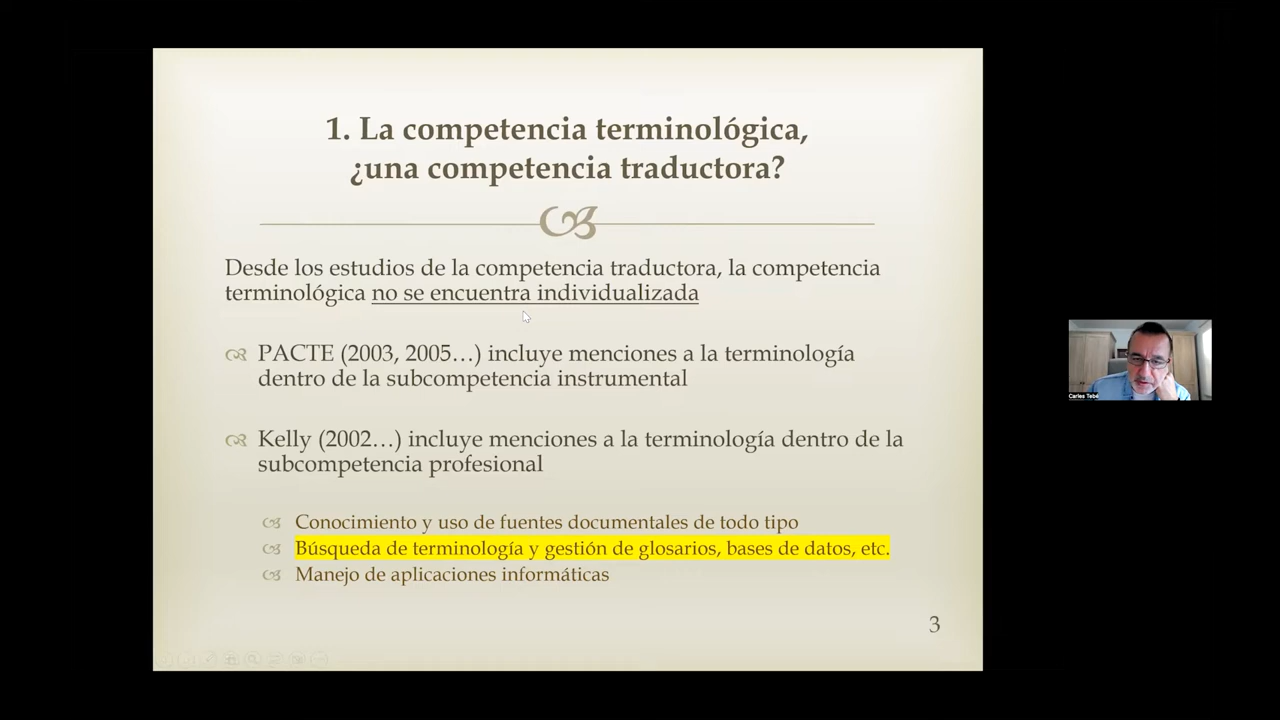 1. La competencia terminológica,
¿una competencia traductora?
Desde los estudios de la competencia traductora, la competencia
terminológica no se encuentra individualizada
PACTE (2003, 2005…) incluye menciones a la terminología
dentro de la subcompetencia instrumental
Kelly (2002…) incluye menciones a la terminología dentro de la
subcompetencia profesional
Conocimiento y uso de fuentes documentales de todo tipo
Búsqueda de terminología y gestión de glosarios, bases de datos, etc.
Manejo de aplicaciones informáticas
3
Carles Tebé